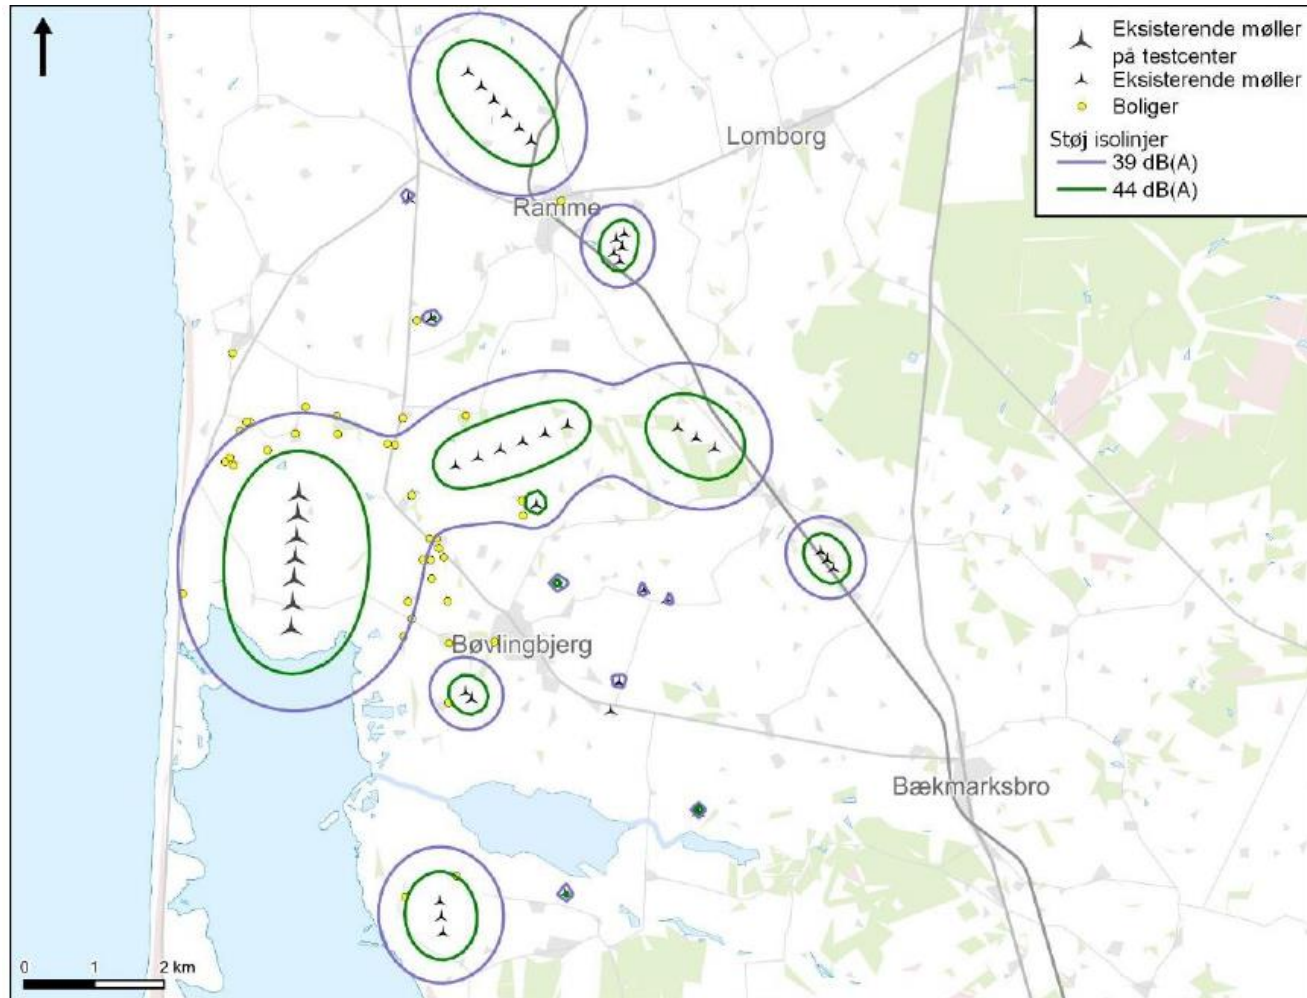 Eksisterende møller
på testcenter
Eksisterende møller
Boliger
Støj isolinjer
39 dB(A)
44 dB(A)
Lomborg
Ramme
Bøvlingbjerg
Bækmarksbro
0 1 2 km